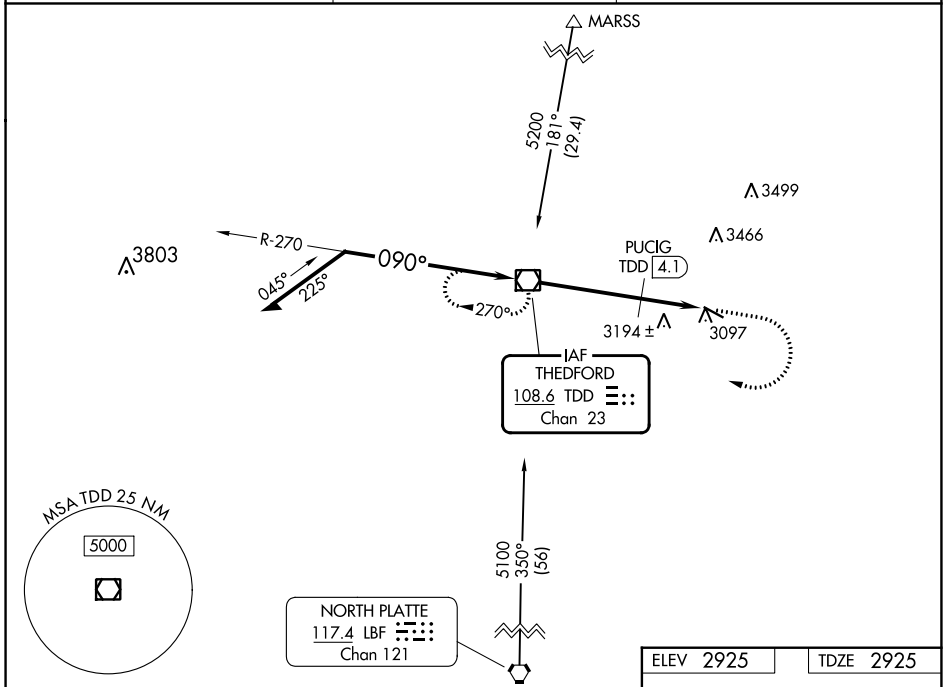 MARSS
5200
181°
(29.4)
3499
3466
3803
R-270
090°
045°
225°
270°
PUCIG
TDD 4.1
3194 ±
3097
IAF
THEDFORD
108.6 TDD
Chan 23
MSA TDD 25 NM
5000
5100
350°
(56)
NORTH PLATTE
117.4 LBF
Chan 121
ELEV 2925
TDZE 2925